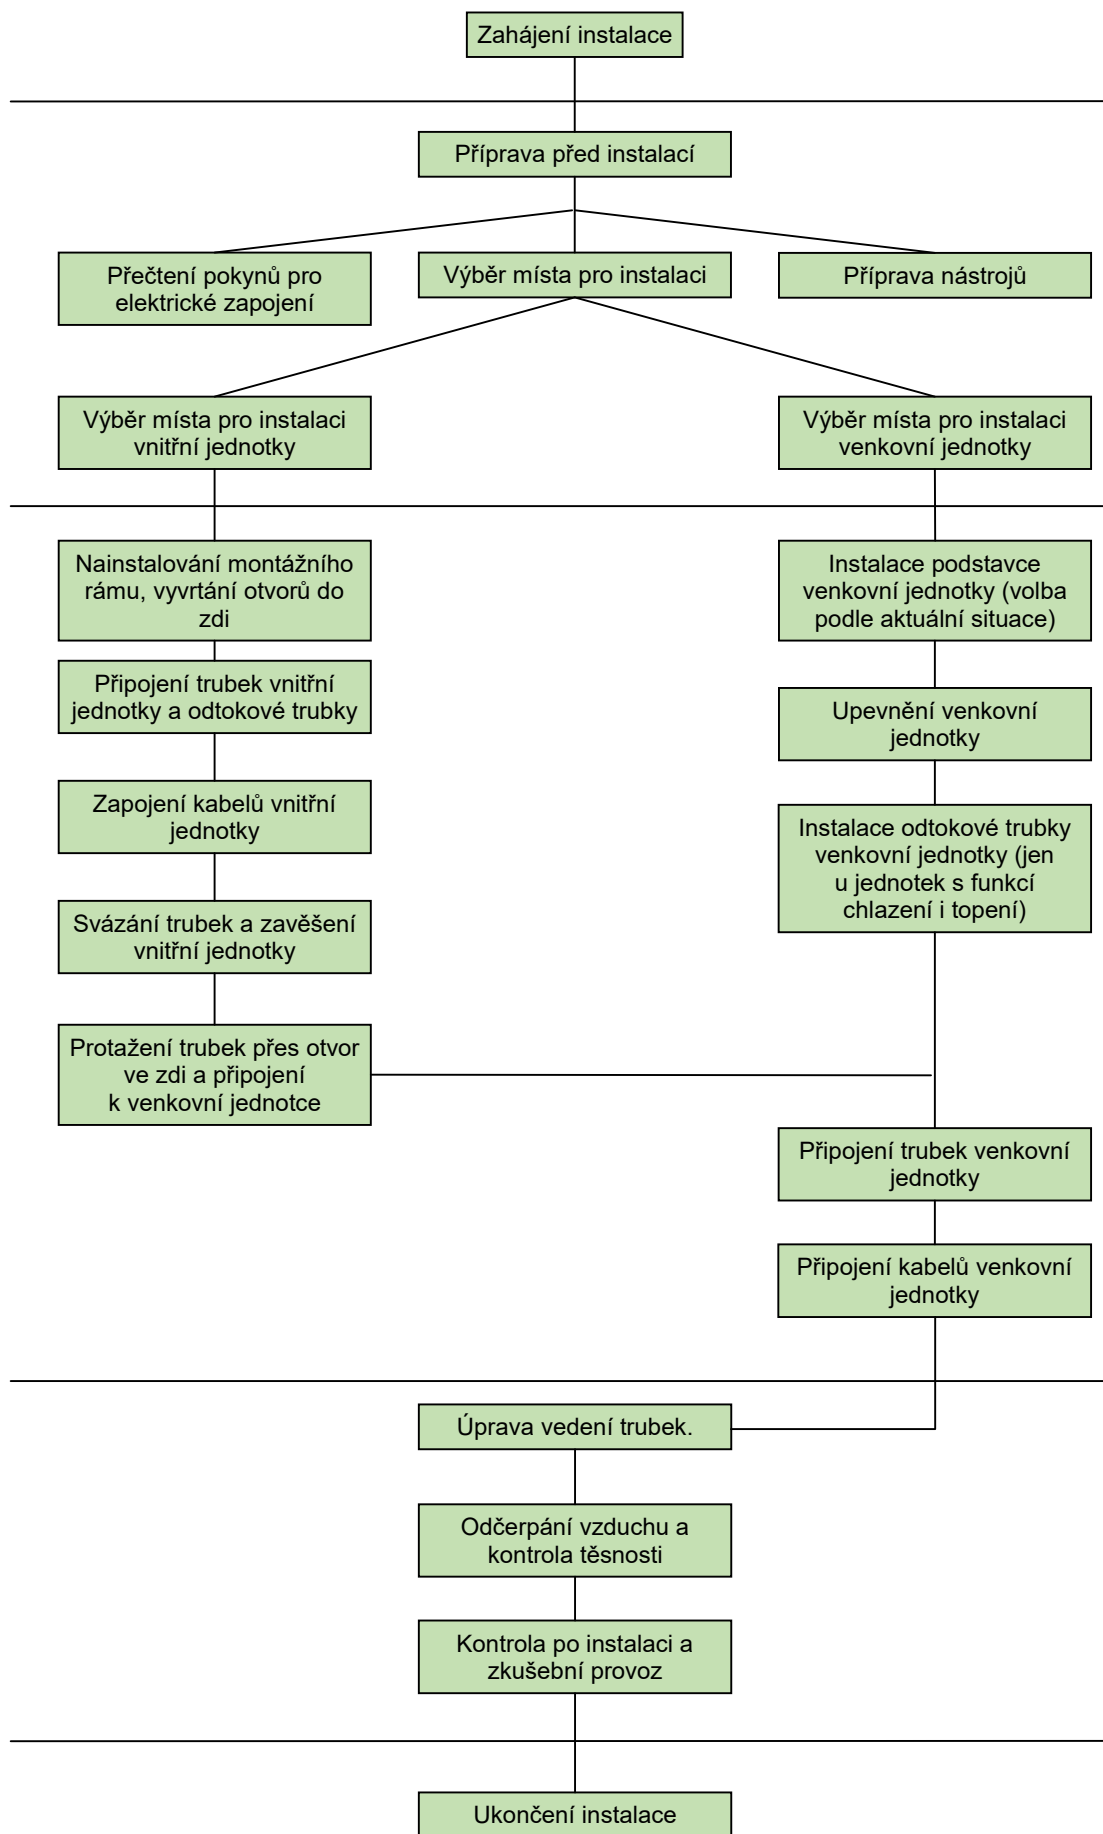 Zahájení instalace
Příprava před instalací
Přečtení pokynů pro
elektrické zapojení
Výběr místa pro instalaci
Příprava nástrojů
Výběr místa pro instalaci
vnitřní jednotky
Výběr místa pro instalaci
venkovní jednotky
Nainstalování montážního
rámu, vyvrtání otvorů do
zdi
Připojení trubek vnitřní
jednotky a odtokové trubky
Zapojení kabelů vnitřní
jednotky
Svázání trubek a zavěšení
vnitřní jednotky
Protažení trubek přes otvor
ve zdi a připojení
k venkovní jednotce
Instalace podstavce
venkovní jednotky (volba
podle aktuální situace)
Upevnění venkovní
jednotky
Instalace odtokové trubky
venkovní jednotky (jen
u jednotek s funkcí
chlazení i topení)
Připojení trubek venkovní
jednotky
Připojení kabelů venkovní
jednotky
Úprava vedení trubek.
Odčerpání vzduchu a
kontrola těsnosti
Kontrola po instalaci a
zkušební provoz
Ukončení instalace